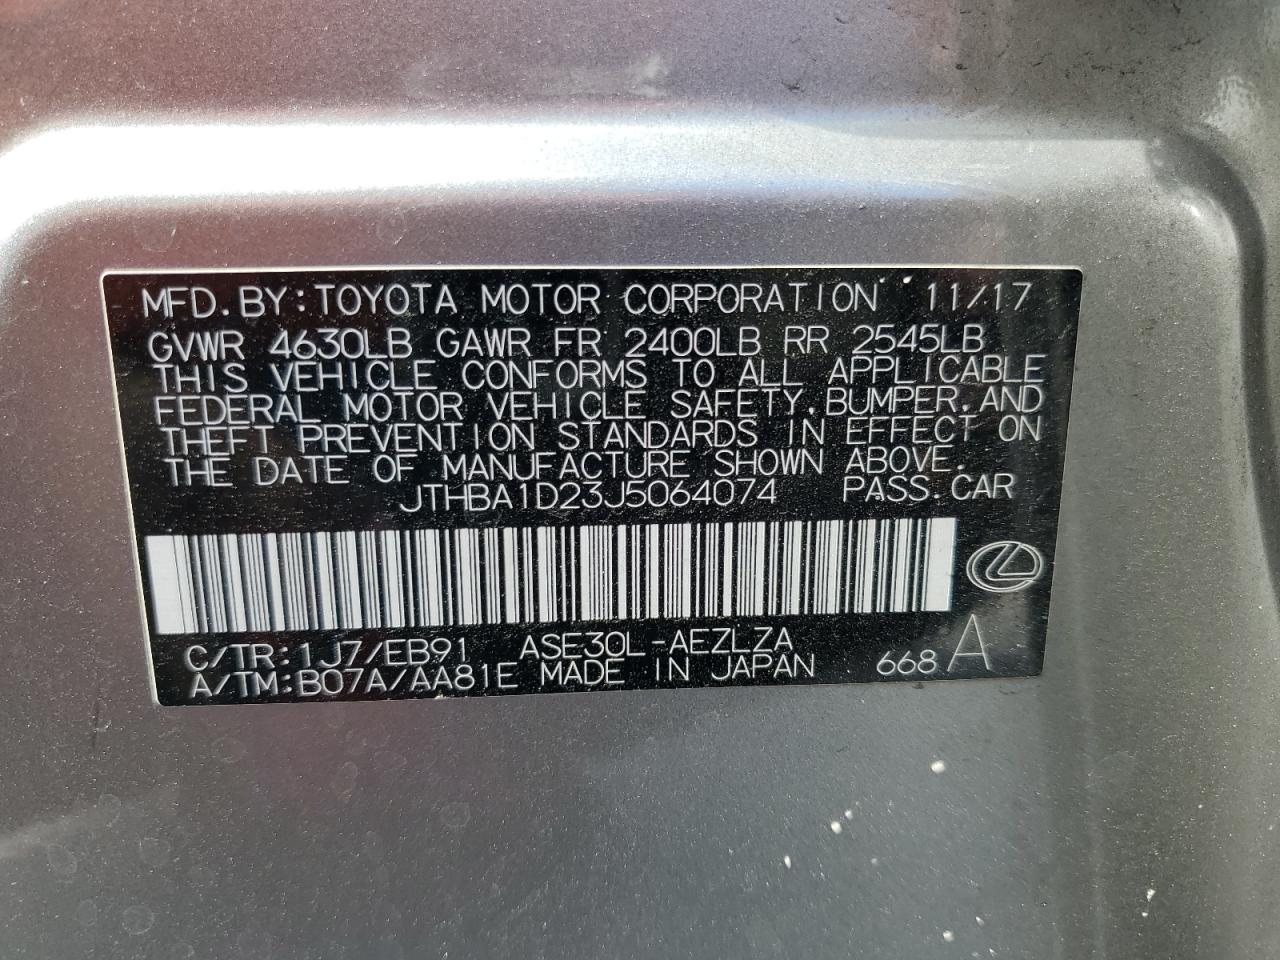 MFD. BY: TOYOTA MOTOR CORPORATION 11/17
GVWR 4630LB GAWR FR 2400LB RR 2545LB
THIS VEHICLE CONFORMS TO ALL APPLICABLE
FEDERAL MOTOR VEHICLE SAFETY, BUMPER, AND
THEFT PREVENTION STANDARDS IN EFFECT ON
THE DATE OF MANUFACTURE SHOWN ABOVE.
JTHBA1D23J5064074 PASS. CAR
C/TR: 1J7/EB91 ASE30L-AEZLZA
A/TM: B07A/AA81E MADE IN JAPAN 668 A